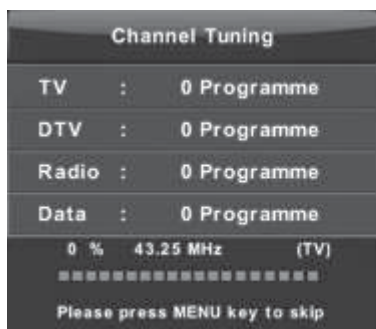 Channel Tuning
TV : 0 Programme
DTV : 0 Programme
Radio : 0 Programme
Data : 0 Programme
0 % 43.25 MHz (TV)
Please press MENU key to skip